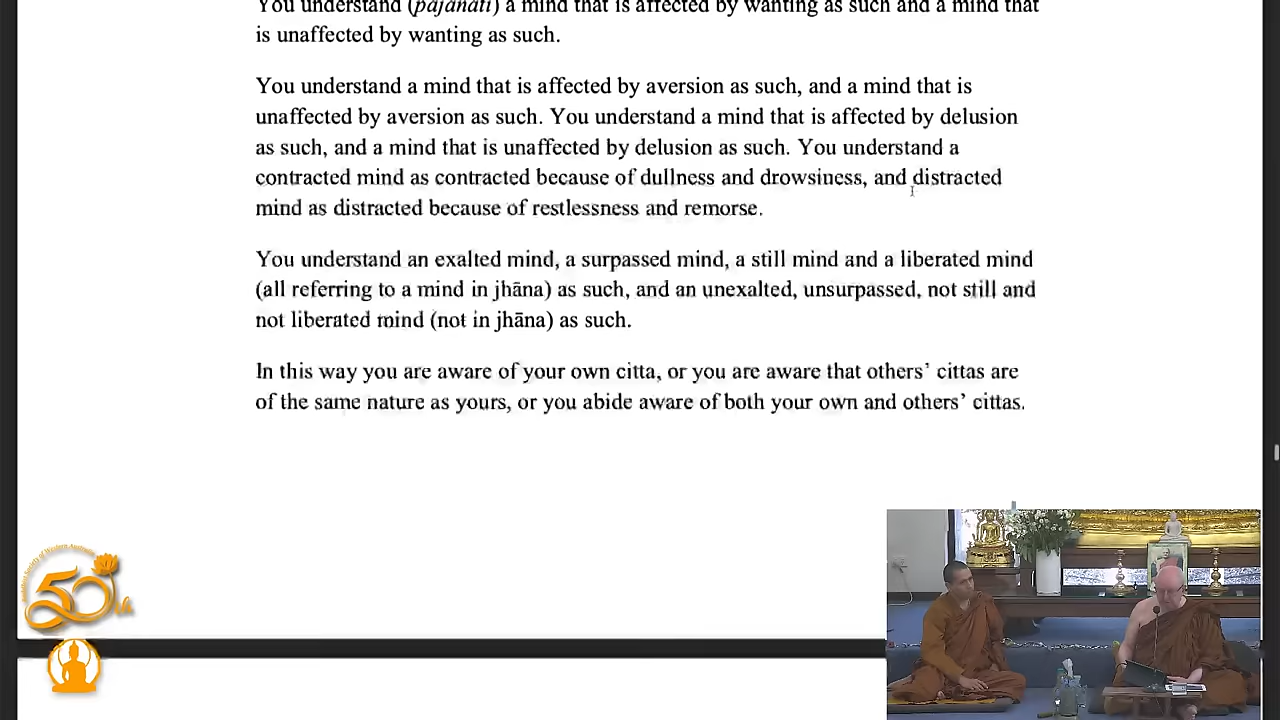 You understand (pajānāti) a mind that is affected by wanting as such and a mind that
is unaffected by wanting as such.
You understand a mind that is affected by aversion as such, and a mind that is
unaffected by aversion as such. You understand a mind that is affected by delusion
as such, and a mind that is unaffected by delusion as such. You understand a
contracted mind as contracted because of dullness and drowsiness, and distracted
mind as distracted because of restlessness and remorse.
You understand an exalted mind, a surpassed mind, a still mind and a liberated mind
(all referring to a mind in jhāna) as such, and an unexalted, unsurpassed, not still and
not liberated mind (not in jhāna) as such.
In this way you are aware of your own citta, or you are aware that others’ cittas are
of the same nature as yours, or you abide aware of both your own and others’ cittas.
Buddhist Society of Western Australia
50th